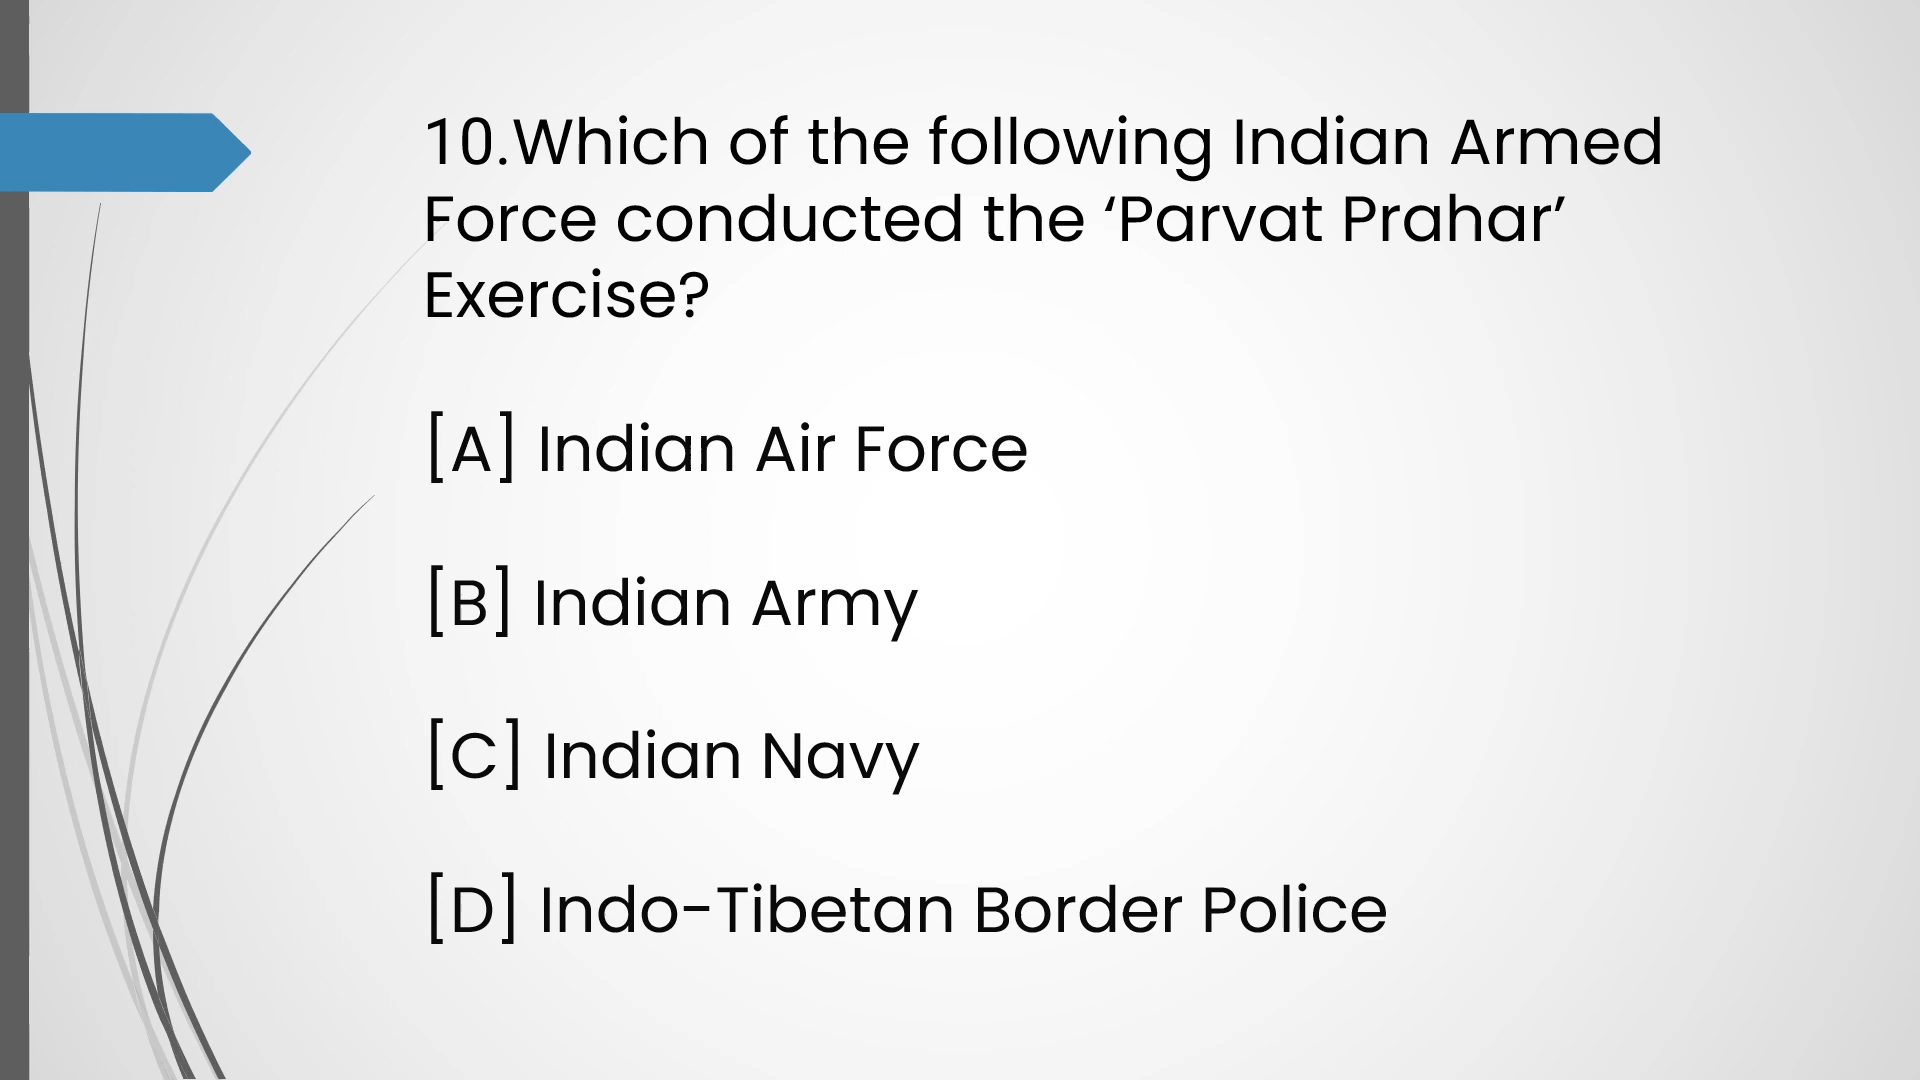 10.Which of the following Indian Armed
Force conducted the ‘Parvat Prahar’
Exercise?
[A] Indian Air Force
[B] Indian Army
[C] Indian Navy
[D] Indo-Tibetan Border Police